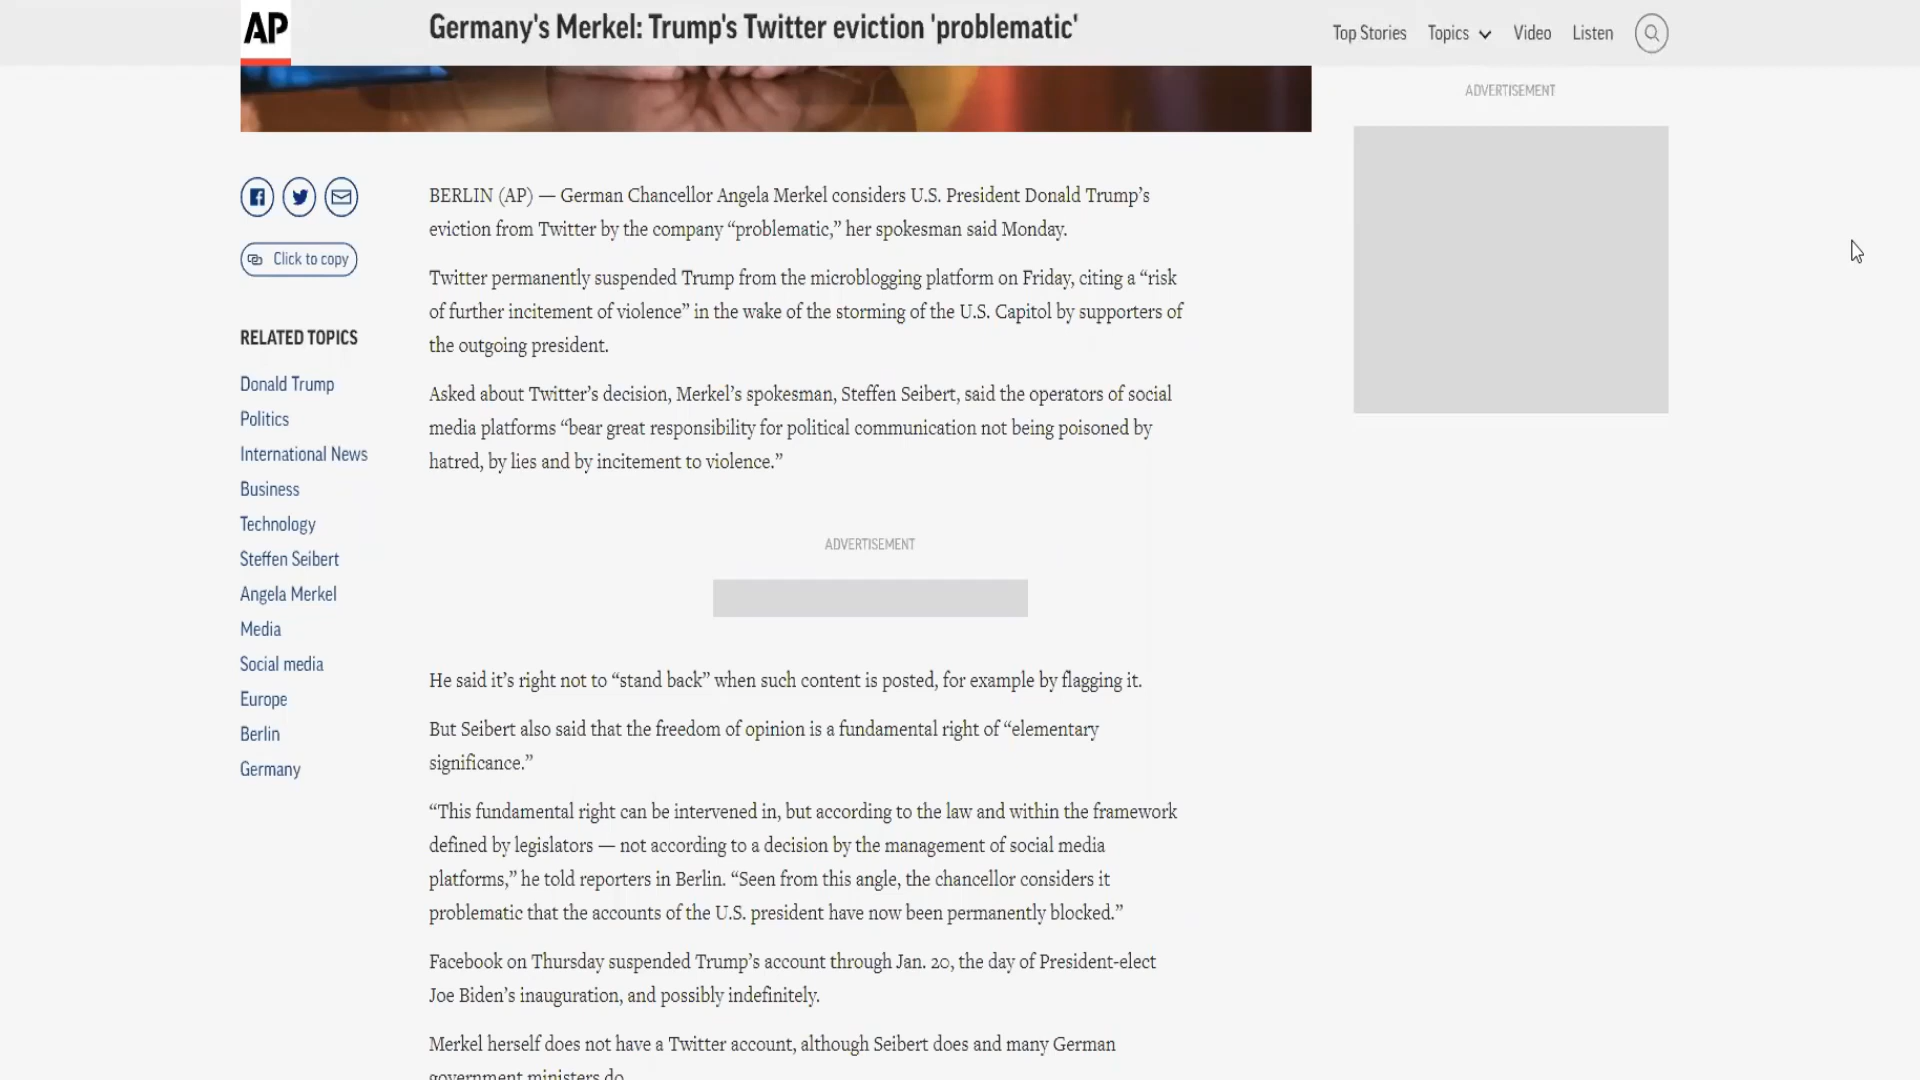 AP
Germany's Merkel: Trump's Twitter eviction 'problematic'
Top Stories
Topics
Video
Listen
ADVERTISEMENT
BERLIN (AP) — German Chancellor Angela Merkel considers U.S. President Donald Trump’s
eviction from Twitter by the company “problematic,” her spokesman said Monday.
Click to copy
Twitter permanently suspended Trump from the microblogging platform on Friday, citing a “risk
of further incitement of violence” in the wake of the storming of the U.S. Capitol by supporters of
the outgoing president.
RELATED TOPICS
Donald Trump
Politics
International News
Business
Technology
Steffen Seibert
Angela Merkel
Media
Social media
Europe
Berlin
Germany
Asked about Twitter’s decision, Merkel’s spokesman, Steffen Seibert, said the operators of social
media platforms “bear great responsibility for political communication not being poisoned by
hatred, by lies and by incitement to violence.”
ADVERTISEMENT
He said it’s right not to “stand back” when such content is posted, for example by flagging it.
But Seibert also said that the freedom of opinion is a fundamental right of “elementary
significance.”
“This fundamental right can be intervened in, but according to the law and within the framework
defined by legislators — not according to a decision by the management of social media
platforms,” he told reporters in Berlin. “Seen from this angle, the chancellor considers it
problematic that the accounts of the U.S. president have now been permanently blocked.”
Facebook on Thursday suspended Trump’s account through Jan. 20, the day of President-elect
Joe Biden’s inauguration, and possibly indefinitely.
Merkel herself does not have a Twitter account, although Seibert does and many German
government ministers do.